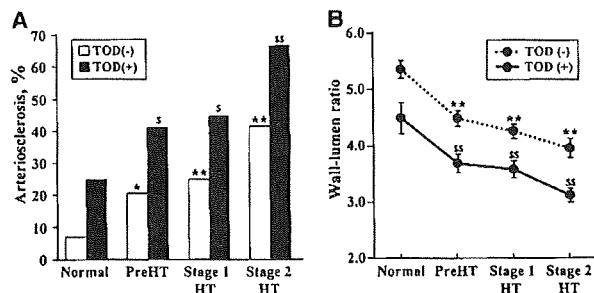 A
Arteriosclerosis, %
70
60
50
40
30
20
10
0
TOD(-)
TOD(+)
*
$
**
$
**
$$
Normal PreHT Stage 1 HT Stage 2 HT
B
Wall-lumen ratio
6.0
5.0
4.0
3.0
2.0
TOD (-)
TOD (+)
**
**
**
$$
$$
$$
Normal PreHT Stage 1 HT Stage 2 HT